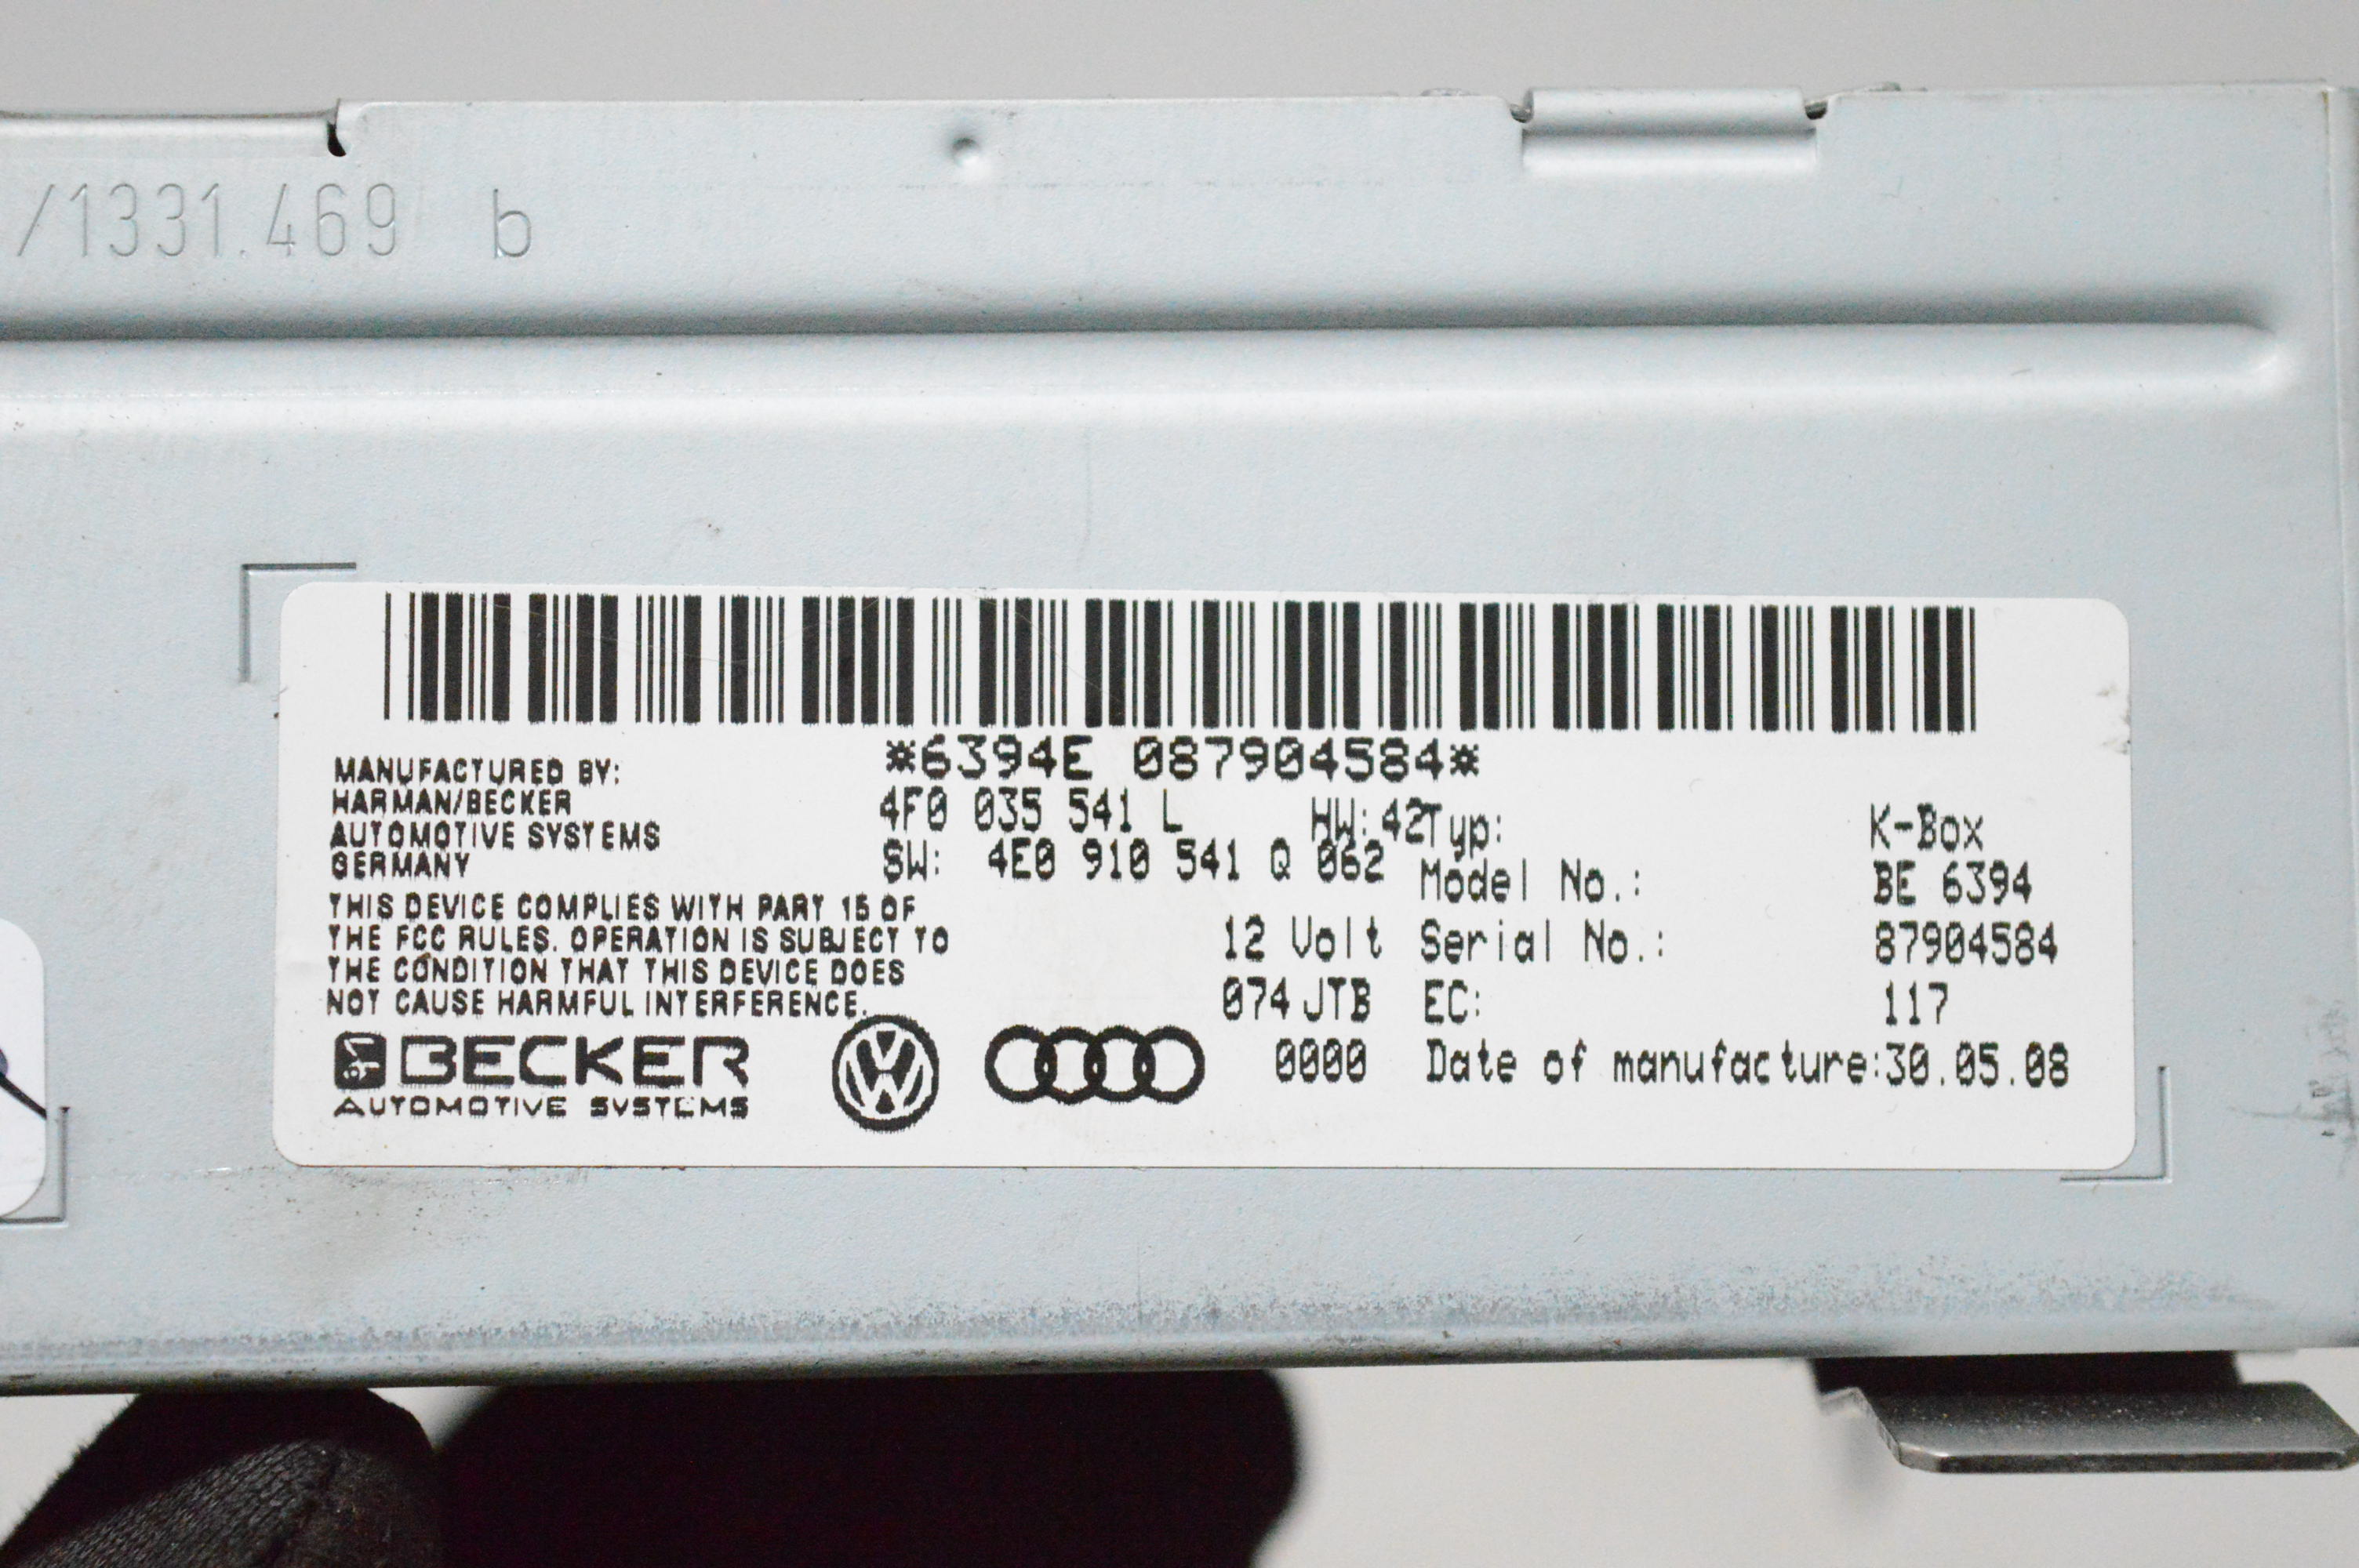 /1331.469 b
*6394E 087904584*
MANUFACTURED BY:
HARMAN/BECKER
AUTOMOTIVE SYSTEMS
GERMANY
THIS DEVICE COMPLIES WITH PART 15 OF
THE FCC RULES. OPERATION IS SUBJECT TO
THE CONDITION THAT THIS DEVICE DOES
NOT CAUSE HARMFUL INTERFERENCE.
BECKER
AUTOMOTIVE SYSTEMS
4F0 035 541 L HW:42
SW: 4E0 910 541 Q 062
12 Volt
074 JTB
0000
Typ: K-Box
Model No.: BE 6394
Serial No.: 87904584
EC: 117
Date of manufacture:30.05.08